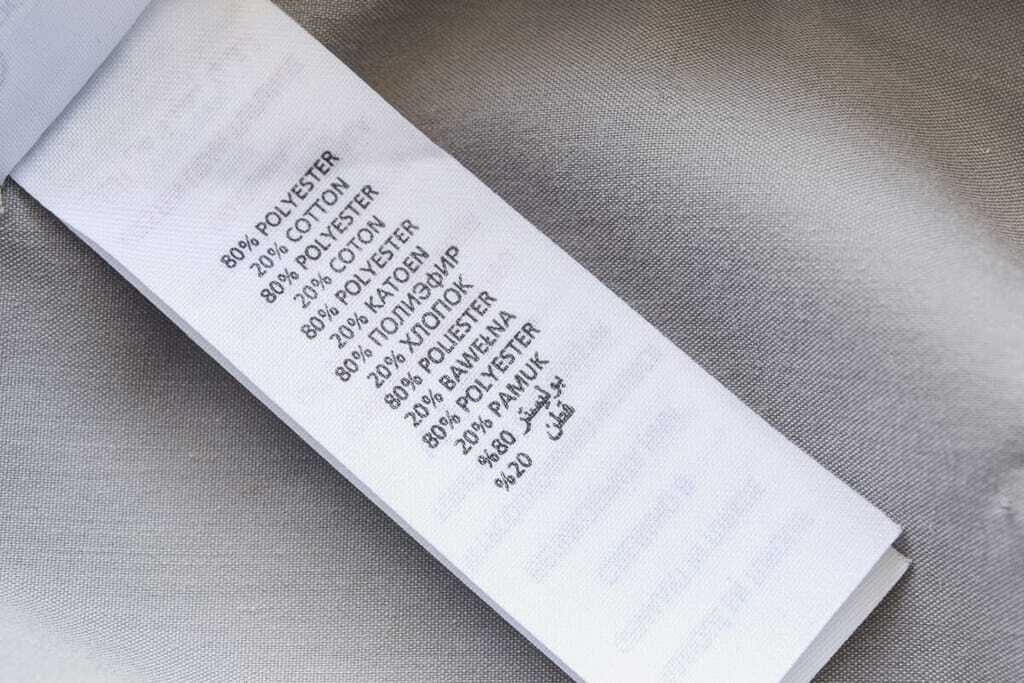 80% POLYESTER
20% COTTON
80% POLYESTER
20% COTON
80% POLYESTER
20% KATOEN
80% ПОЛИЭФИР
20% ХЛОПОК
80% POLIESTER
20% BAWEŁNA
80% POLYESTER
20% PAMUK
%80 بوليستر
%20 قطن